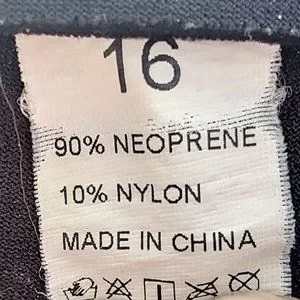 16
90% NEOPRENE
10% NYLON
MADE IN CHINA